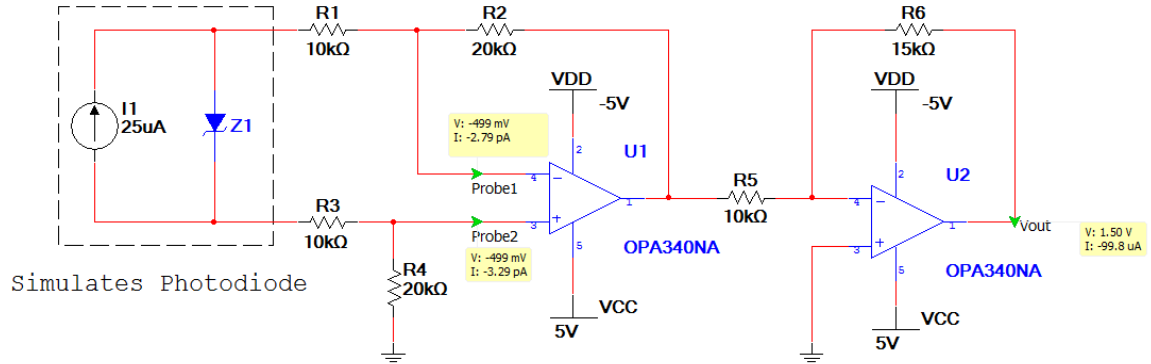 R1
10kΩ
R2
20kΩ
R6
15kΩ
VDD
-5V
VDD
-5V
I1
25uA
Z1
V: -499 mV
I: -2.79 pA
2
U1
2
U2
Probe1
4
1
R5
10kΩ
4
1
Vout
V: 1.50 V
I: -99.8 uA
R3
10kΩ
Probe2
3
5
OPA340NA
3
5
OPA340NA
V: -499 mV
I: -3.29 pA
R4
20kΩ
Simulates Photodiode
VCC
5V
VCC
5V